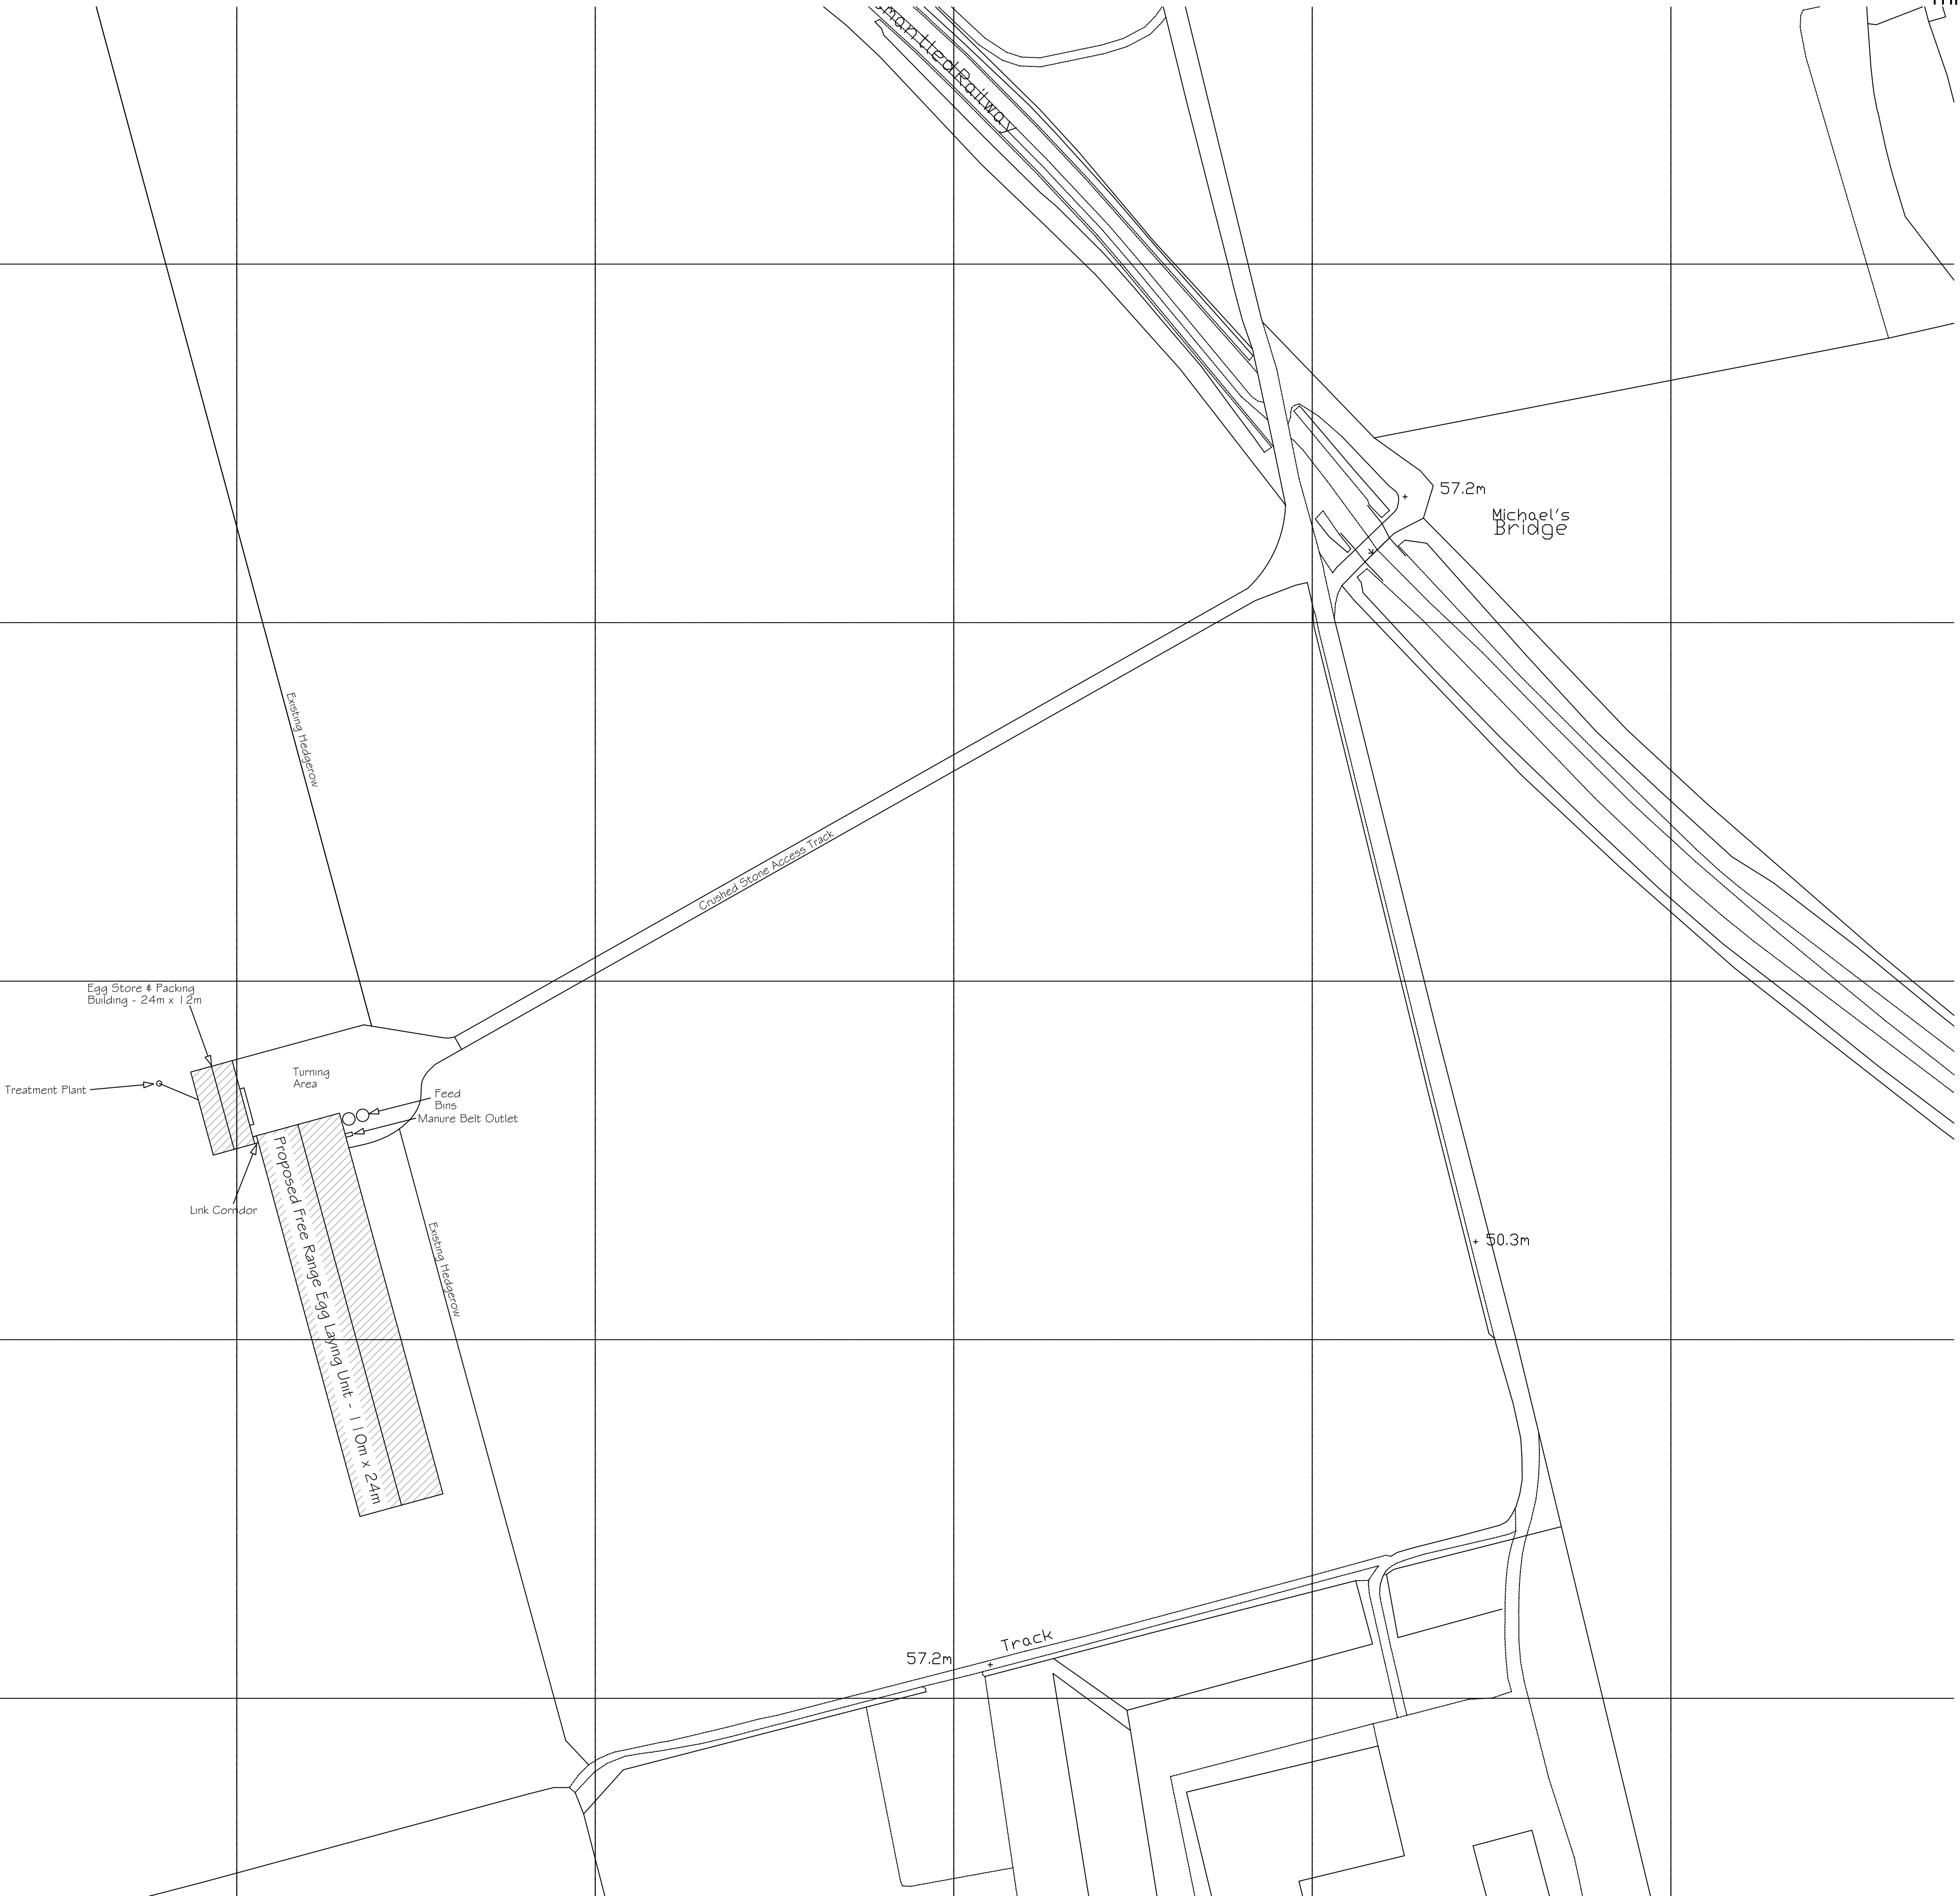 mantled Railway
57.2m
Michael's
Bridge
Existing Hedgerow
Crushed Stone Access Track
Egg Store & Packing
Building - 24m x 12m
Turning
Area
Treatment Plant
Feed
Bins
Manure Belt Outlet
Link Corridor
Proposed Free Range Egg Laying Unit - 110m x 24m
Existing Hedgerow
50.3m
Track
57.2m